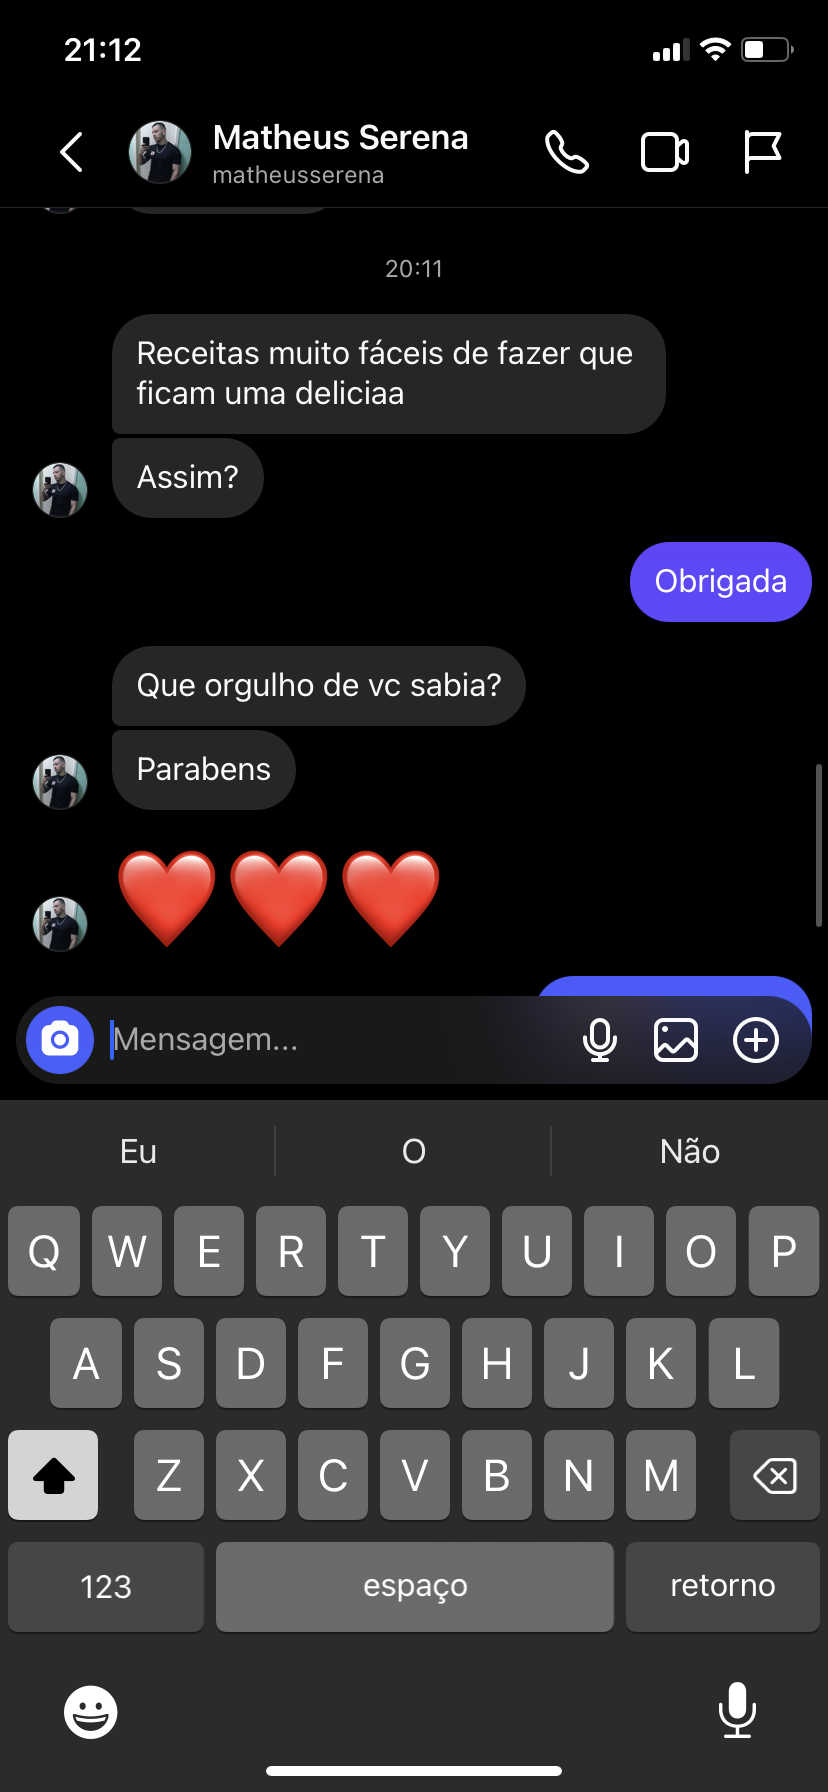 21:12
Matheus Serena
matheusserena
20:11
Receitas muito fáceis de fazer que
ficam uma deliciaa
Assim?
Obrigada
Que orgulho de vc sabia?
Parabens
Mensagem...
Eu O Não
Q W E R T Y U I O P
A S D F G H J K L
Z X C V B N M
123 espaço retorno